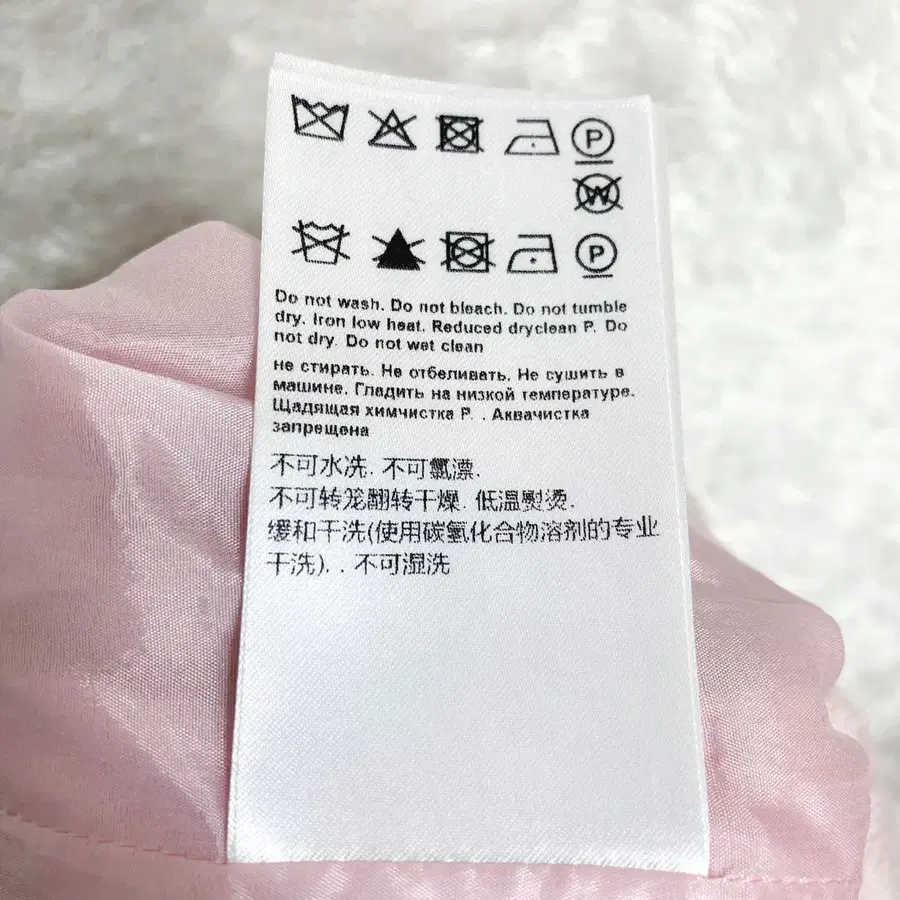 P
W
P
Do not wash. Do not bleach. Do not tumble
dry. Iron low heat. Reduced dryclean P. Do
not dry. Do not wet clean
не стирать. Не отбеливать. Не сушить в
машине. Гладить на низкой температуре.
Щадящая химчистка P. . Аквачистка
запрещена
不可水洗. 不可氯漂.
不可转笼翻转干燥. 低温熨烫.
缓和干洗(使用碳氢化合物溶剂的专业
干洗). . 不可湿洗